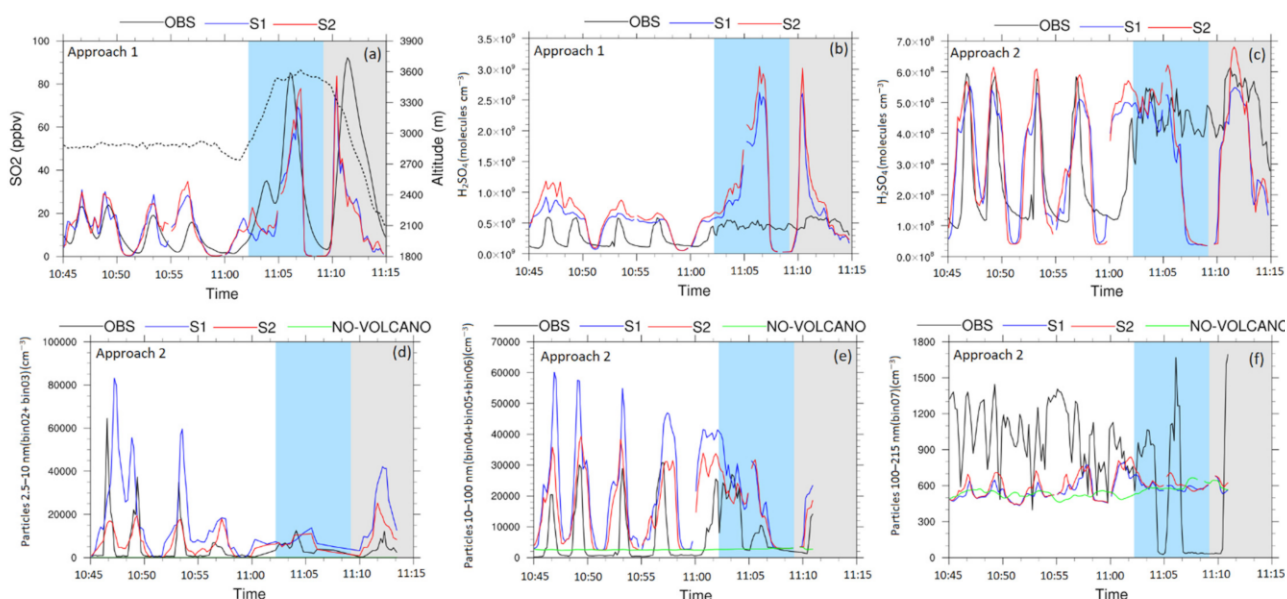 OBS S1 S2
Approach 1
(a)
SO2 (ppbv)
100
80
60
40
20
0
3900
3600
3300
3000
2700
2400
2100
1800
Altitude (m)
10:45 10:50 10:55 11:00 11:05 11:10 11:15
Time
OBS S1 S2
Approach 1
(b)
H₂SO₄(molecules cm⁻³)
3.5×10⁹
3.0×10⁹
2.5×10⁹
2.0×10⁹
1.5×10⁹
1.0×10⁹
5.0×10⁸
0.0×10⁹
10:45 10:50 10:55 11:00 11:05 11:10 11:15
Time
OBS S1 S2
Approach 2
(c)
H₂SO₄(molecules cm⁻³)
7.0×10⁸
6.0×10⁸
5.0×10⁸
4.0×10⁸
3.0×10⁸
2.0×10⁸
1.0×10⁸
0.0×10⁸
10:45 10:50 10:55 11:00 11:05 11:10 11:15
Time
OBS S1 S2 NO-VOLCANO
Approach 2
(d)
Particles 2.5–10 nm(bin02+ bin03)(cm⁻³)
100000
80000
60000
40000
20000
0
10:45 10:50 10:55 11:00 11:05 11:10 11:15
Time
OBS S1 S2 NO-VOLCANO
Approach 2
(e)
Particles10–100 nm(bin04+bin05+bin06)(cm⁻³)
70000
60000
50000
40000
30000
20000
10000
0
10:45 10:50 10:55 11:00 11:05 11:10 11:15
Time
OBS S1 S2 NO-VOLCANO
Approach 2
(f)
Particles 100–215 nm(bin07)(cm⁻³)
1800
1500
1200
900
600
300
0
10:45 10:50 10:55 11:00 11:05 11:10 11:15
Time